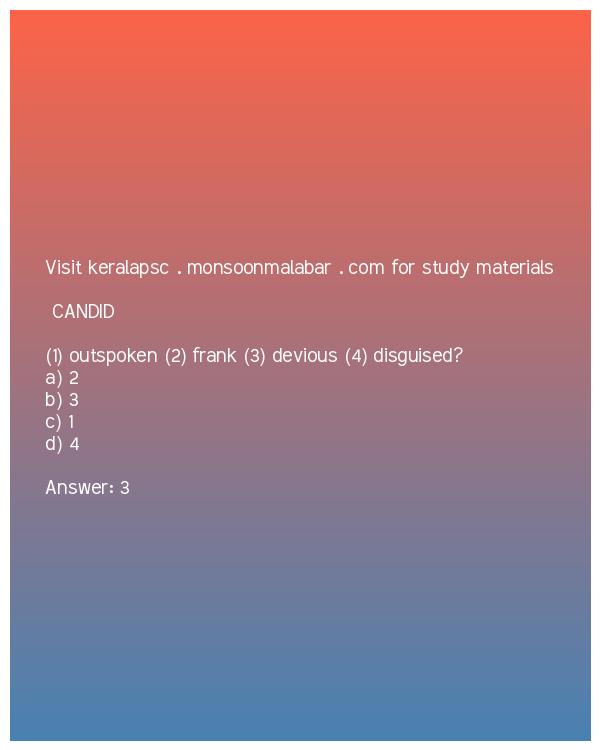 Visit keralapsc . monsoonmalabar . com for study materials
CANDID
(1) outspoken (2) frank (3) devious (4) disguised?
a) 2
b) 3
c) 1
d) 4
Answer: 3